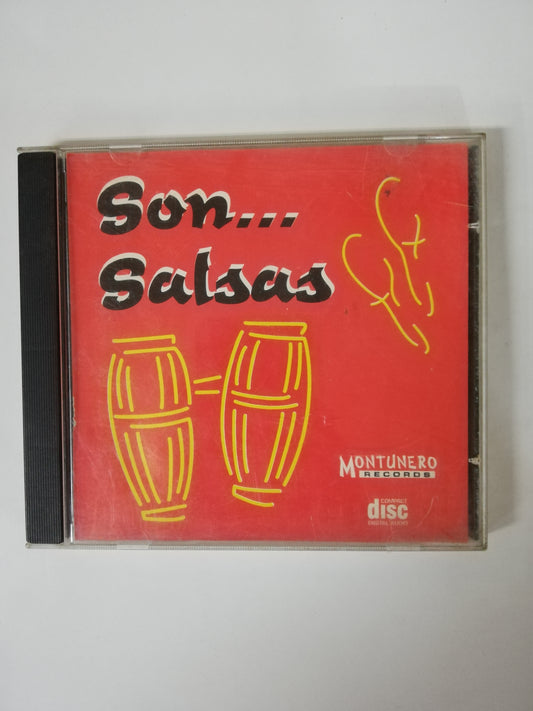 Son...
Salsas
MONTUNERO
RECORDS
COMPACT
disc
DIGITAL AUDIO